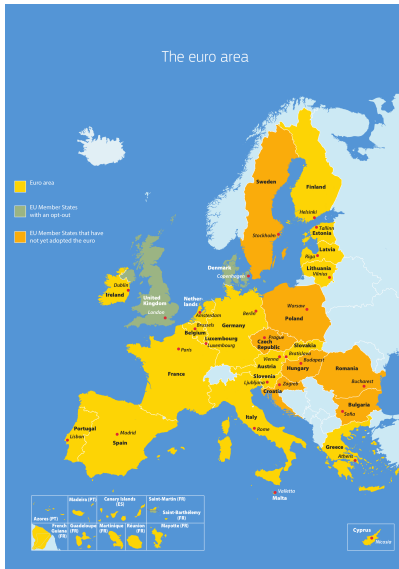 The euro area
Euro area
EU Member States
with an opt-out
EU Member States that have
not yet adopted the euro
Sweden
Finland
Helsinki
Tallinn
Estonia
Stockholm
Latvia
Riga
Lithuania
Vilnius
Denmark
Copenhagen
Dublin
Ireland
United
Kingdom
London
Nether-
lands
Amsterdam
Berlin
Warsaw
Poland
Brussels
Belgium
Germany
Luxembourg
Luxembourg
Prague
Czech
Republic
Paris
Slovakia
Bratislava
Vienna
Austria
Budapest
Hungary
France
Slovenia
Ljubljana
Zagreb
Croatia
Romania
Bucharest
Bulgaria
Sofia
Italy
Rome
Portugal
Lisbon
Madrid
Spain
Greece
Athens
Valletta
Malta
Azores (PT)
Madeira (PT)
Canary Islands
(ES)
Saint-Martin (FR)
Saint-Barthélemy
(FR)
French
Guiana
(FR)
Guadeloupe
(FR)
Martinique
(FR)
Réunion
(FR)
Mayotte (FR)
Cyprus
Nicosia